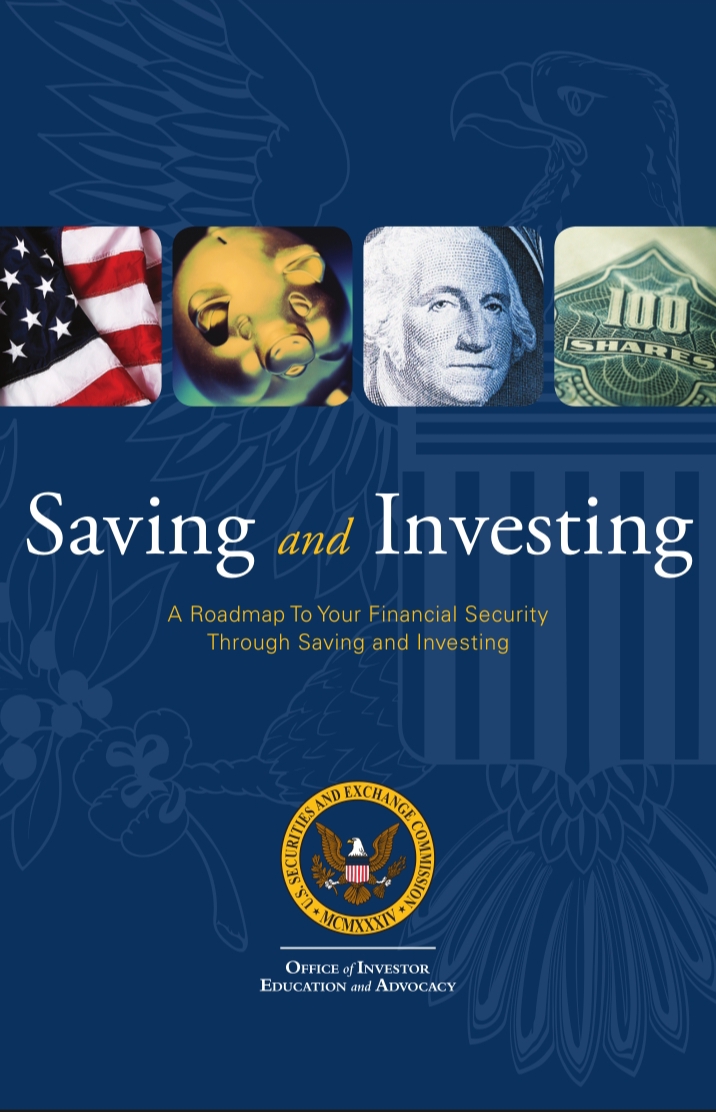 100
SHARES
Saving and Investing
A Roadmap To Your Financial Security
Through Saving and Investing
U.S. SECURITIES AND EXCHANGE COMMISSION
MCMXXXIV
OFFICE of INVESTOR
EDUCATION and ADVOCACY